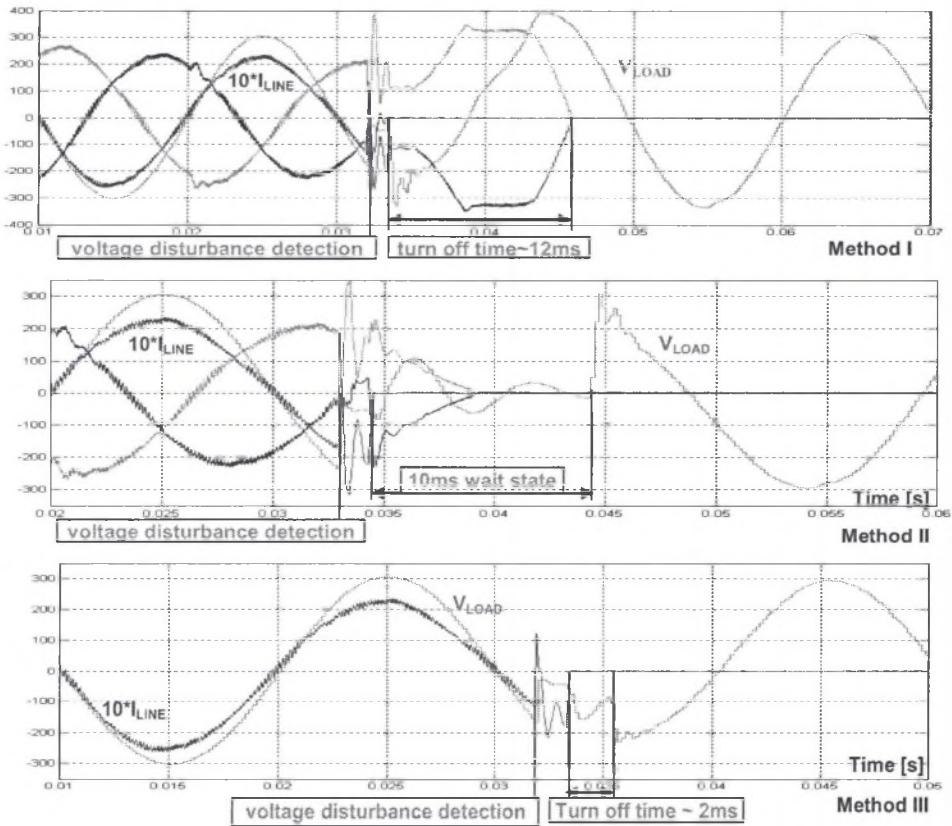 400
300
200
100
0
-100
-200
-300
-400
10*I_LINE
V_LOAD
0.01
0.02
0.03
0.04
0.05
0.06
0.07
voltage disturbance detection
turn off time~12ms
Method I
300
200
100
0
-100
-200
-300
10*I_LINE
V_LOAD
10ms wait state
0.02
0.025
0.03
0.035
0.04
0.045
0.05
0.055
0.06
Time [s]
voltage disturbance detection
Method II
300
200
100
0
-100
-200
-300
V_LOAD
10*I_LINE
0.01
0.015
0.02
0.025
0.03
0.035
0.04
0.045
0.05
Time [s]
voltage disturbance detection
Turn off time ~ 2ms
Method III